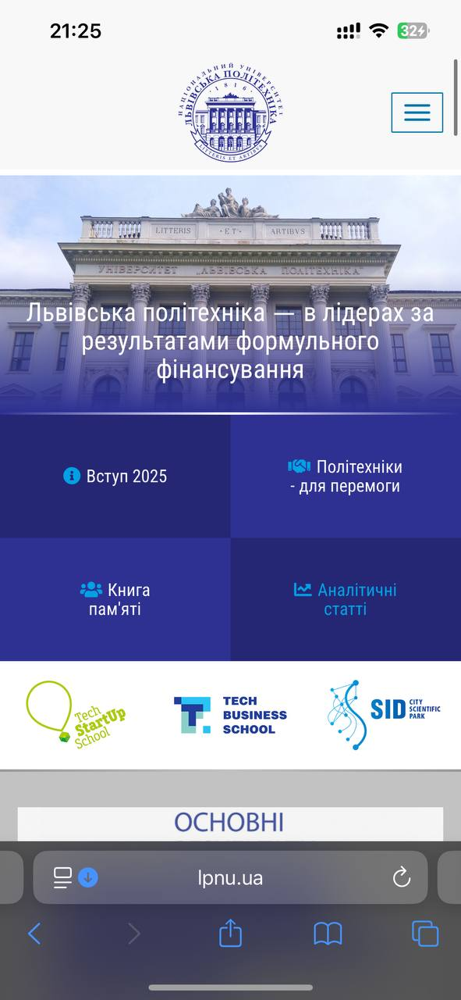 21:25
32
НАЦІОНАЛЬНИЙ УНІВЕРСИТЕТ
ЛЬВІВСЬКА ПОЛІТЕХНІКА
1816
LITTERIS ET ARTIBUS
LITTERIS ET ARTIBVS
УНІВЕРСИТЕТ „ЛЬВІВСЬКА ПОЛІТЕХНІКА"
Львівська політехніка — в лідерах за
результатами формульного
фінансування
Вступ 2025
Політехніки
- для перемоги
Книга
пам'яті
Аналітичні
статті
Tech
StartUp
School
TECH
BUSINESS
SCHOOL
SID CITY
SCIENTIFIC
PARK
ОСНОВНІ
lpnu.ua